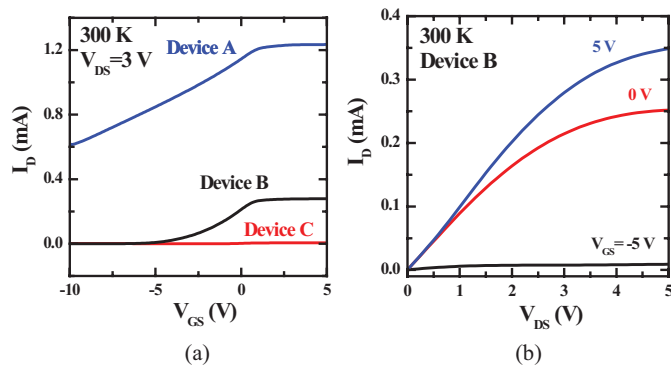 300 K
V_DS=3 V
Device A
Device B
Device C
1.2
0.8
0.4
0.0
I_D (mA)
-10
-5
0
5
V_GS (V)
(a)
300 K
Device B
5 V
0 V
V_GS=-5 V
0.4
0.3
0.2
0.1
0.0
I_D (mA)
0
1
2
3
4
5
V_DS (V)
(b)